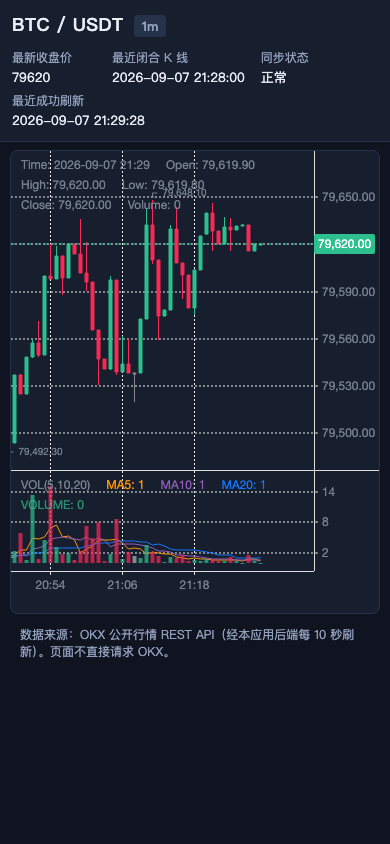 BTC / USDT 1m
最新收盘价 最近闭合 K 线 同步状态
79620 2026-09-07 21:28:00 正常
最近成功刷新
2026-09-07 21:29:28
Time: 2026-09-07 21:29 Open: 79,619.90
High: 79,620.00 Low: 79,619.80
79,648.10
79,650.00
Close: 79,620.00 Volume: 0
79,620.00
79,590.00
79,560.00
79,530.00
79,500.00
79,492.30
VOL(5,10,20) MA5: 1 MA10: 1 MA20: 1
14
VOLUME: 0
8
2
20:54 21:06 21:18
数据来源：OKX 公开行情 REST API（经本应用后端每 10 秒刷
新）。页面不直接请求 OKX。